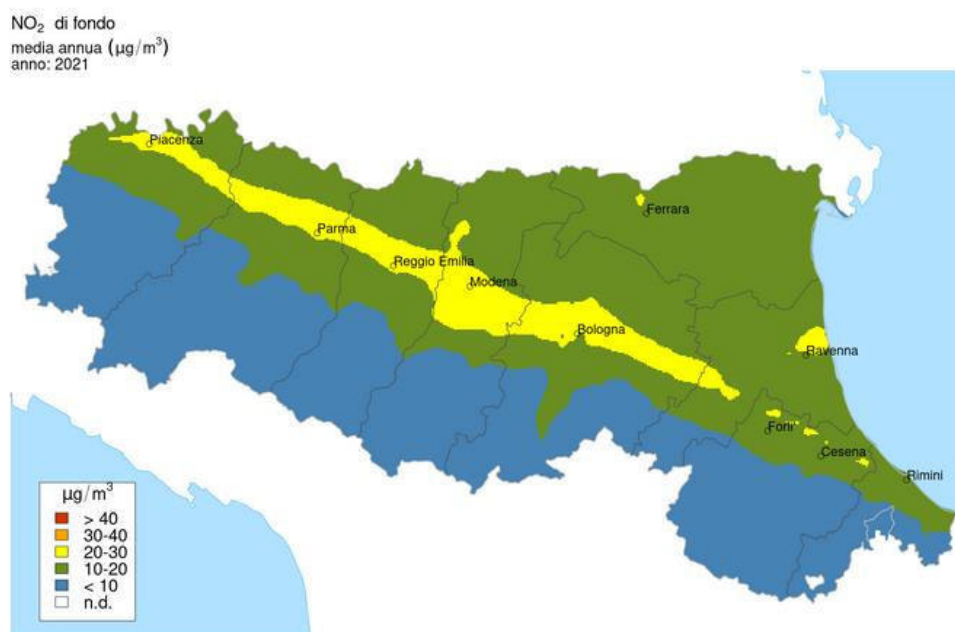 NO₂ di fondo
media annua (µg/m³)
anno: 2021
Piacenza
Parma
Reggio Emilia
Modena
Ferrara
Bologna
Ravenna
Forlì
Cesena
Rimini
µg/m³
> 40
30-40
20-30
10-20
< 10
n.d.